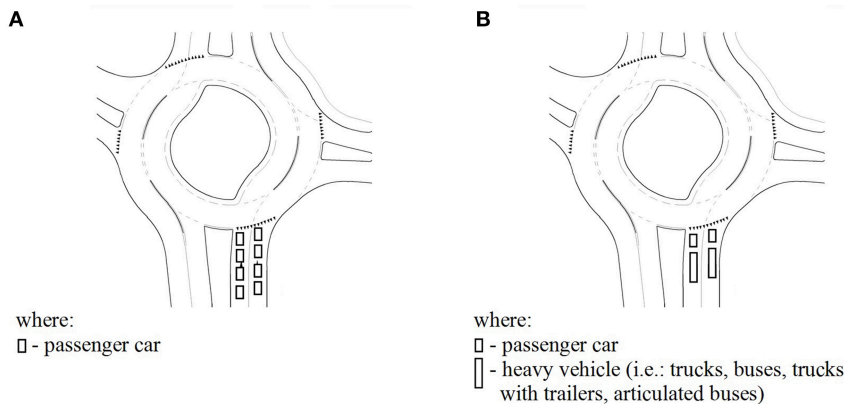 A
B
where:
- passenger car
where:
- passenger car
- heavy vehicle (i.e.: trucks, buses, trucks
with trailers, articulated buses)